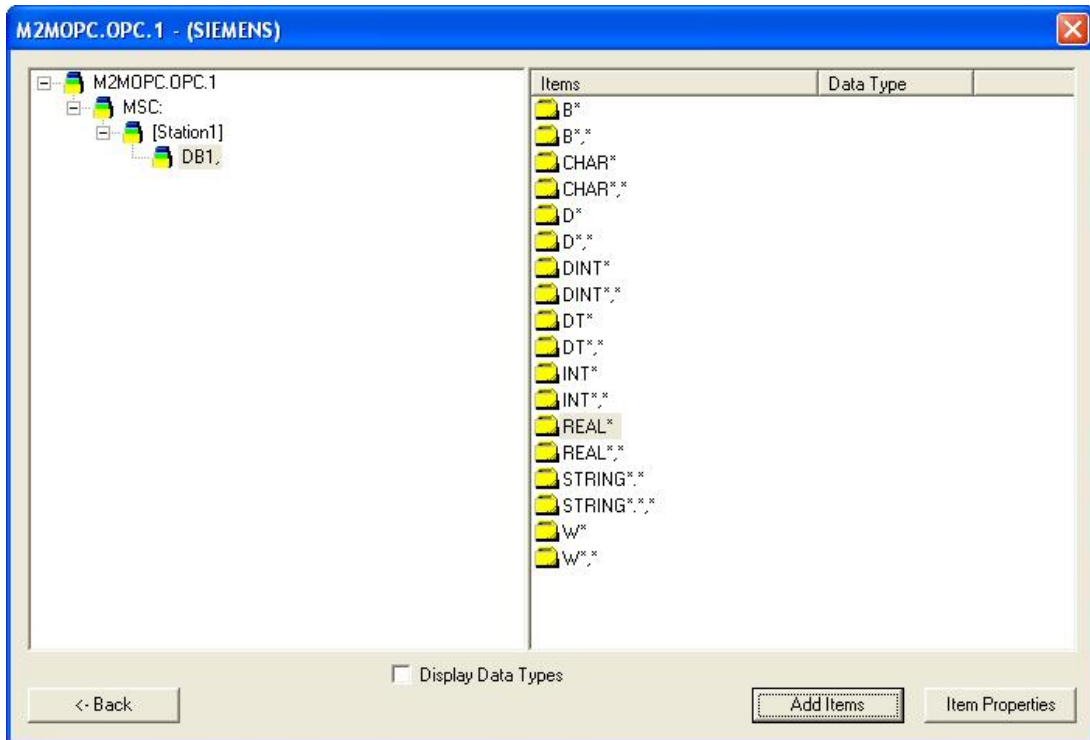 M2MOPC.OPC.1 - (SIEMENS)
M2MOPC.OPC.1
MSC:
[Station1]
DB1,
Items Data Type
B*
B*,*
CHAR*
CHAR*,*
D*
D*,*
DINT*
DINT*,*
DT*
DT*,*
INT*
INT*,*
REAL*
REAL*,*
STRING*.*
STRING*.*,*
W*
W*,*
Display Data Types
<- Back
Add Items
Item Properties